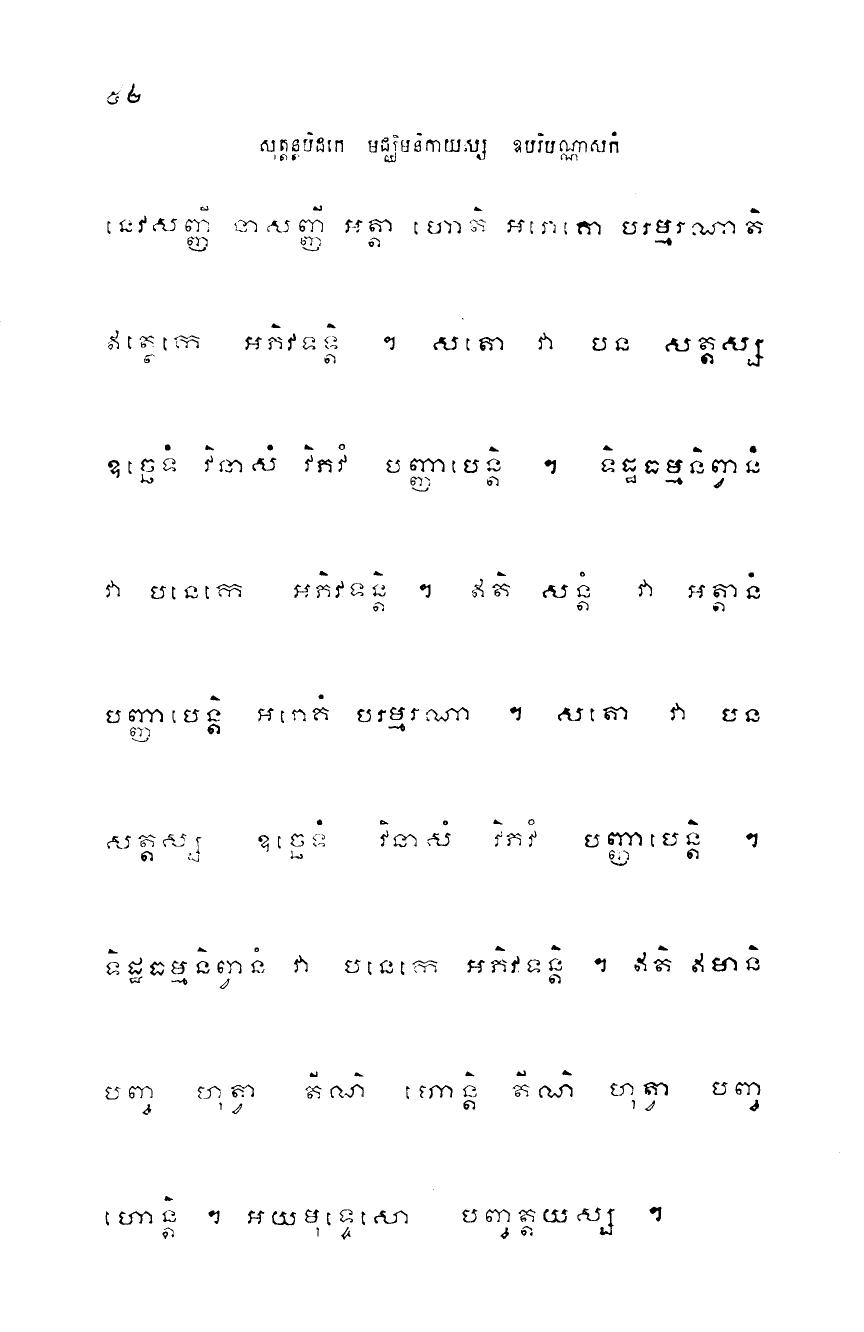 ៥៤
សុត្តន្តបិដកេ មជ្ឈិមនិកាយស្ស ឧបរិបណ្ណាសកំ
នេវសញ្ញី នាសញ្ញី អត្តា ហោតិ អរោគោ បរម្មរណាតិ
ឥត្ថេកេ អភិវទន្តិ ។ សតោ វា បន សត្តស្ស
ឧច្ឆេទំ វិនាសំ វិភវំ បញ្ញាបេន្តិ ។ ទិដ្ឋធម្មនិព្វានំ
វា បនេកេ អភិវទន្តិ ។ ឥតិ សន្តំ វា អត្តានំ
បញ្ញាបេន្តិ អរោគំ បរម្មរណា ។ សតោ វា បន
សត្តស្ស ឧច្ឆេទំ វិនាសំ វិភវំ បញ្ញាបេន្តិ ។
ទិដ្ឋធម្មនិព្វានំ វា បនេកេ អភិវទន្តិ ។ ឥតិ ឥមានិ
បញ្ច ហុត្វា តីណិ ហោន្តិ តីណិ ហុត្វា បញ្ច
ហោន្តិ ។ អយមុទ្ទេសោ បញ្ចត្តយស្ស ។